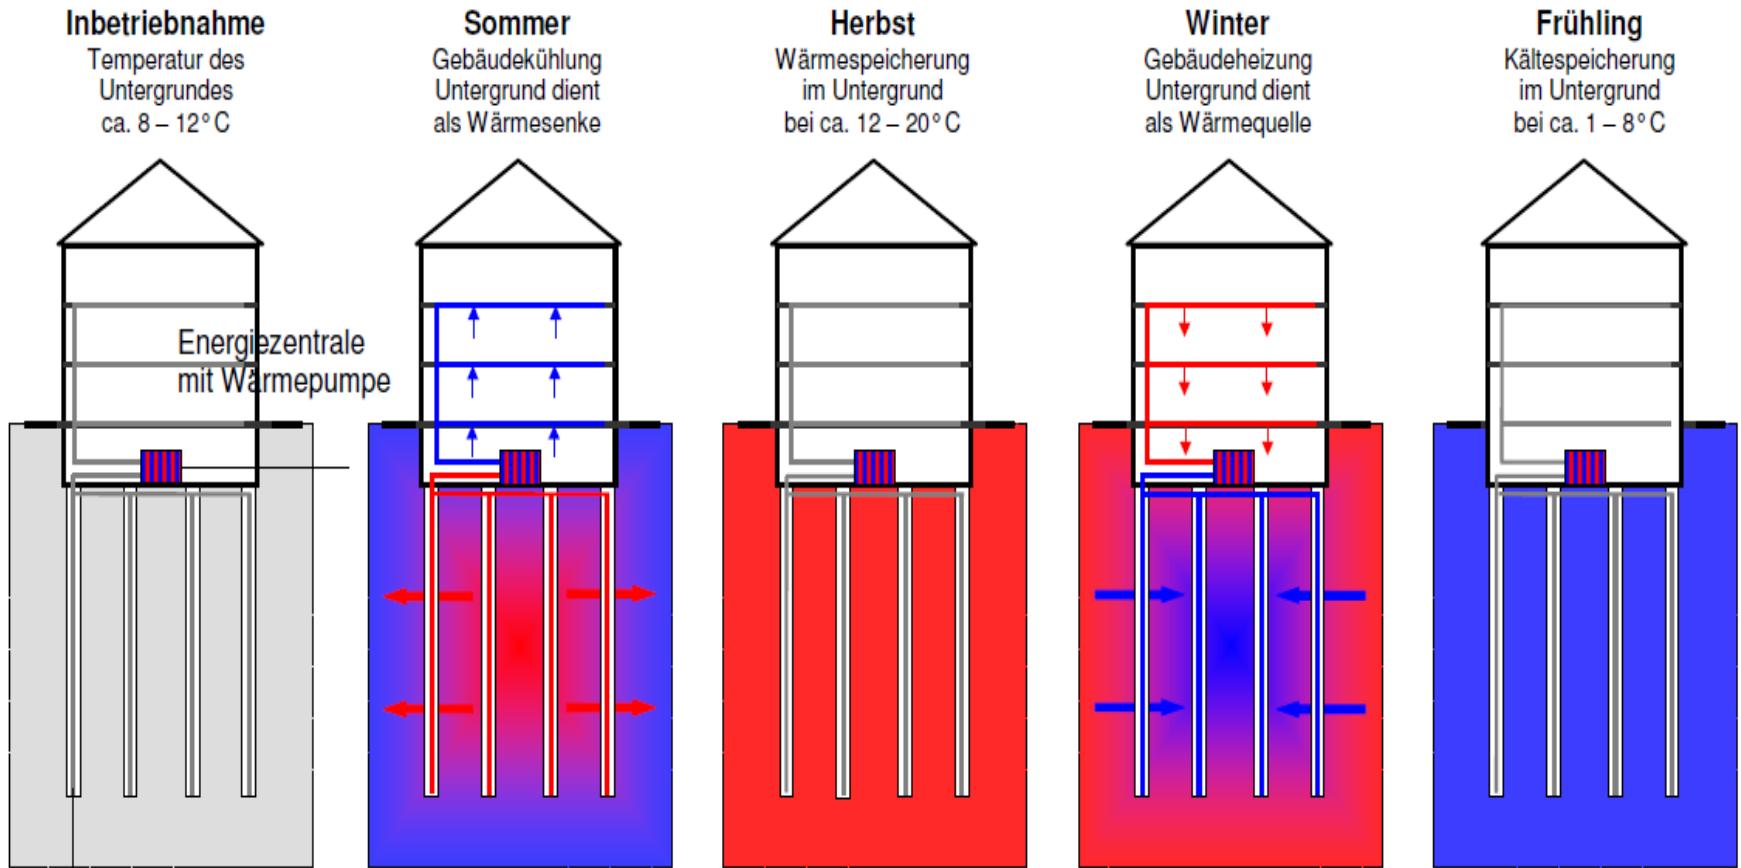 Inbetriebnahme
Temperatur des
Untergrundes
ca. 8 – 12°C
Sommer
Gebäudekühlung
Untergrund dient
als Wärmesenke
Herbst
Wärmespeicherung
im Untergrund
bei ca. 12 – 20°C
Winter
Gebäudeheizung
Untergrund dient
als Wärmequelle
Frühling
Kältespeicherung
im Untergrund
bei ca. 1 – 8°C
Energiezentrale
mit Wärmepumpe